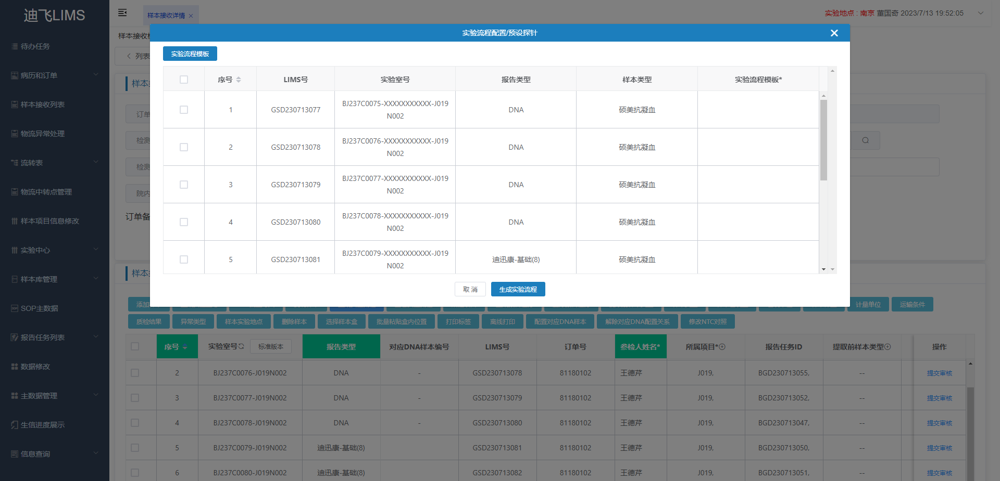 迪飞LIMS
待办任务
病历和订单
样本接收列表
物流异常处理
流转表
物流中转点管理
样本项目信息修改
实验中心
样本库管理
SOP主数据
报告任务列表
数据修改
主数据管理
生信进度展示
信息查询
样本接收详情
实验地点 : 南京 董国奇 2023/7/13 19:52:05
样本接收
列表
样本
订单
检测
检测
院内
订单备
样本
实验流程配置/预设探针
实验流程模板
序号 LIMS号 实验室号 报告类型 样本类型 实验流程模板*
1 GSD230713077 BJ237C0075-XXXXXXXXXXX-J019N002 DNA 硕美抗凝血
2 GSD230713078 BJ237C0076-XXXXXXXXXXX-J019N002 DNA 硕美抗凝血
3 GSD230713079 BJ237C0077-XXXXXXXXXXX-J019N002 DNA 硕美抗凝血
4 GSD230713080 BJ237C0078-XXXXXXXXXXX-J019N002 DNA 硕美抗凝血
5 GSD230713081 BJ237C0079-XXXXXXXXXXX-J019N002 迪迅康-基础(8) 硕美抗凝血
取 消 生成实验流程
添加 计量单位 运输条件
质检结果 异常类型 样本实验地点 删除样本 选择样本盒 批量粘贴盒内位置 打印标签 离线打印 配置对应DNA样本 解除对应DNA配置关系 修改NTC对照
序号 实验室号 标准版本 报告类型 对应DNA样本编号 LIMS号 订单号 参检人姓名* 所属项目* 报告任务ID 提取前样本类型 操作
2 BJ237C0076-J019N002 DNA - GSD230713078 81180102 王德芹 J019, BGD230713055, -- 提交审核
3 BJ237C0077-J019N002 DNA - GSD230713079 81180102 王德芹 J019, BGD230713052, -- 提交审核
4 BJ237C0078-J019N002 DNA - GSD230713080 81180102 王德芹 J019, BGD230713047, -- 提交审核
5 BJ237C0079-J019N002 迪迅康-基础(8) GSD230713081 81180102 王德芹 J019, BGD230713050, -- 提交审核
6 BJ237C0080-J019N002 迪迅康-基础(8) GSD230713082 81180102 王德芹 J019, BGD230713051, -- 提交审核